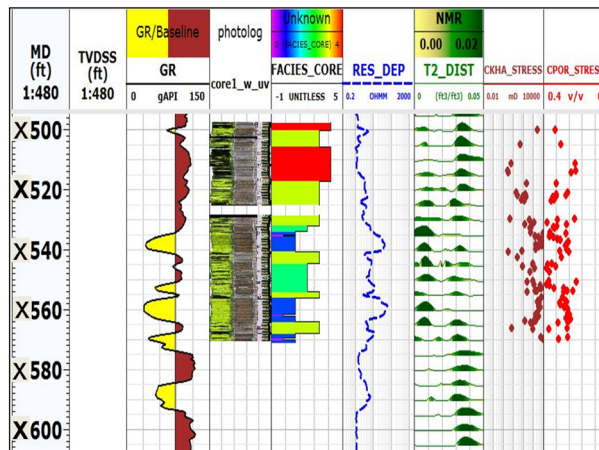 MD
(ft)
1:480
TVDSS
(ft)
1:480
GR/Baseline
GR
0 gAPI 150
photolog
core1_w_uv
Unknown
0 (FACIES_CORE) 4
FACIES_CORE
-1 UNITLESS 5
RES_DEP
0.2 OHMM 2000
NMR
0.00 0.02
T2_DIST
0 (ft3/ft3) 0.05
CKHA_STRESS
0.01 mD 10000
CPOR_STRES
0.4 v/v
X500
X520
X540
X560
X580
X600